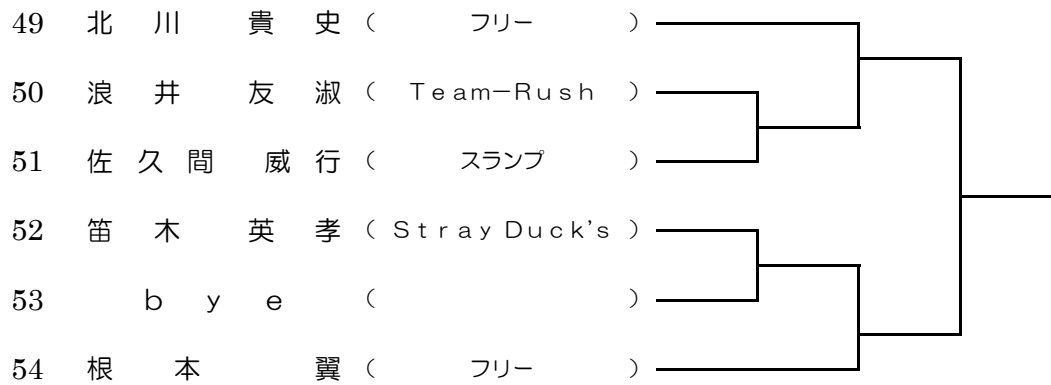 49 北川 貴史 ( フリー )
50 浪井 友淑 ( Team-Rush )
51 佐久間 威行 ( スランプ )
52 笛木 英孝 ( Stray Duck's )
53 bye ( )
54 根本 翼 ( フリー )